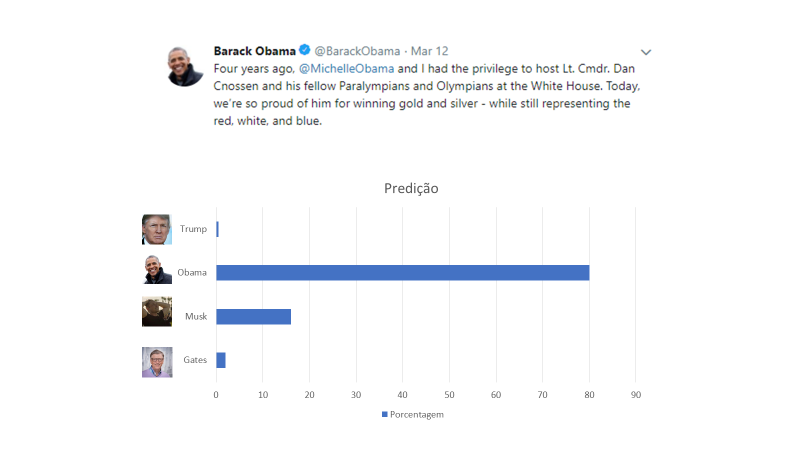 Barack Obama @BarackObama · Mar 12
Four years ago, @MichelleObama and I had the privilege to host Lt. Cmdr. Dan
Cnossen and his fellow Paralympians and Olympians at the White House. Today,
we're so proud of him for winning gold and silver - while still representing the
red, white, and blue.
Predição
Trump
Obama
Musk
Gates
0 10 20 30 40 50 60 70 80 90
Porcentagem